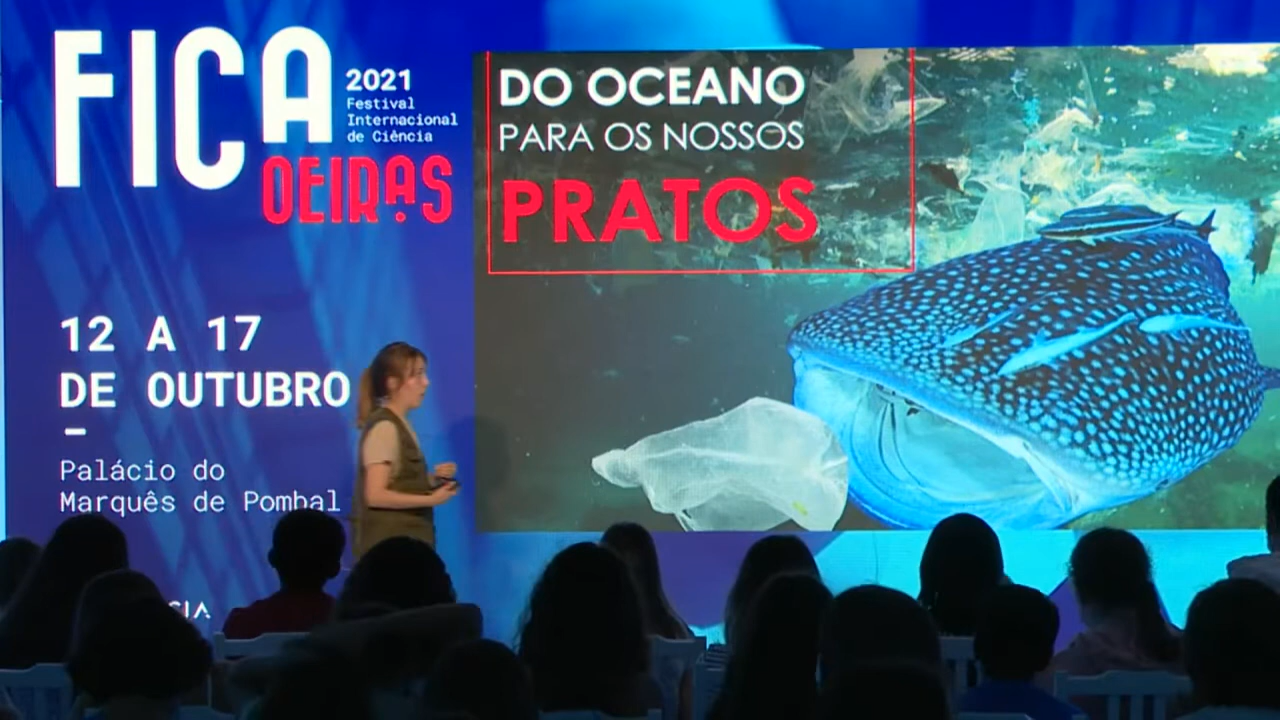 FICA
2021
Festival
Internacional
de Ciência
OEIRAS
12 A 17
DE OUTUBRO
Palácio do
Marquês de Pombal
DO OCEANO
PARA OS NOSSOS
PRATOS